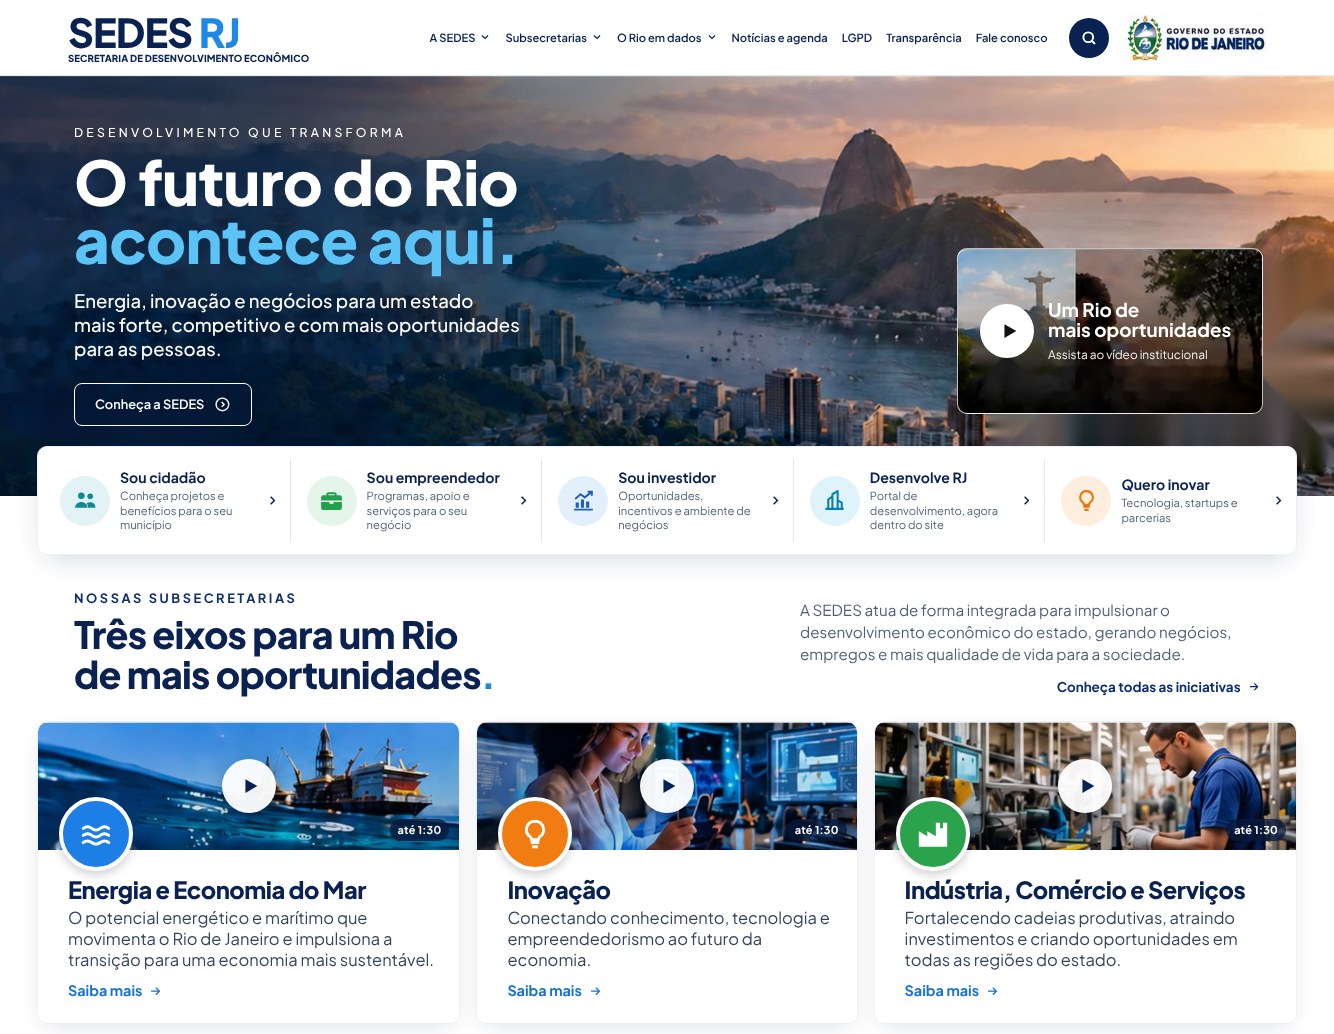 SEDES RJ
SECRETARIA DE DESENVOLVIMENTO ECONÔMICO
A SEDES
Subsecretarias
O Rio em dados
Notícias e agenda
LGPD
Transparência
Fale conosco
GOVERNO DO ESTADO
RIO DE JANEIRO
DESENVOLVIMENTO QUE TRANSFORMA
O futuro do Rio
acontece aqui.
Energia, inovação e negócios para um estado
mais forte, competitivo e com mais oportunidades
para as pessoas.
Conheça a SEDES
Um Rio de
mais oportunidades
Assista ao vídeo institucional
Sou cidadão
Conheça projetos e
benefícios para o seu
município
Sou empreendedor
Programas, apoio e
serviços para o seu
negócio
Sou investidor
Oportunidades,
incentivos e ambiente de
negócios
Desenvolve RJ
Portal de
desenvolvimento, agora
dentro do site
Quero inovar
Tecnologia, startups e
parcerias
NOSSAS SUBSECRETARIAS
Três eixos para um Rio
de mais oportunidades.
A SEDES atua de forma integrada para impulsionar o
desenvolvimento econômico do estado, gerando negócios,
empregos e mais qualidade de vida para a sociedade.
Conheça todas as iniciativas
até 1:30
Energia e Economia do Mar
O potencial energético e marítimo que
movimenta o Rio de Janeiro e impulsiona a
transição para uma economia mais sustentável.
Saiba mais
até 1:30
Inovação
Conectando conhecimento, tecnologia e
empreendedorismo ao futuro da
economia.
Saiba mais
até 1:30
Indústria, Comércio e Serviços
Fortalecendo cadeias produtivas, atraindo
investimentos e criando oportunidades em
todas as regiões do estado.
Saiba mais